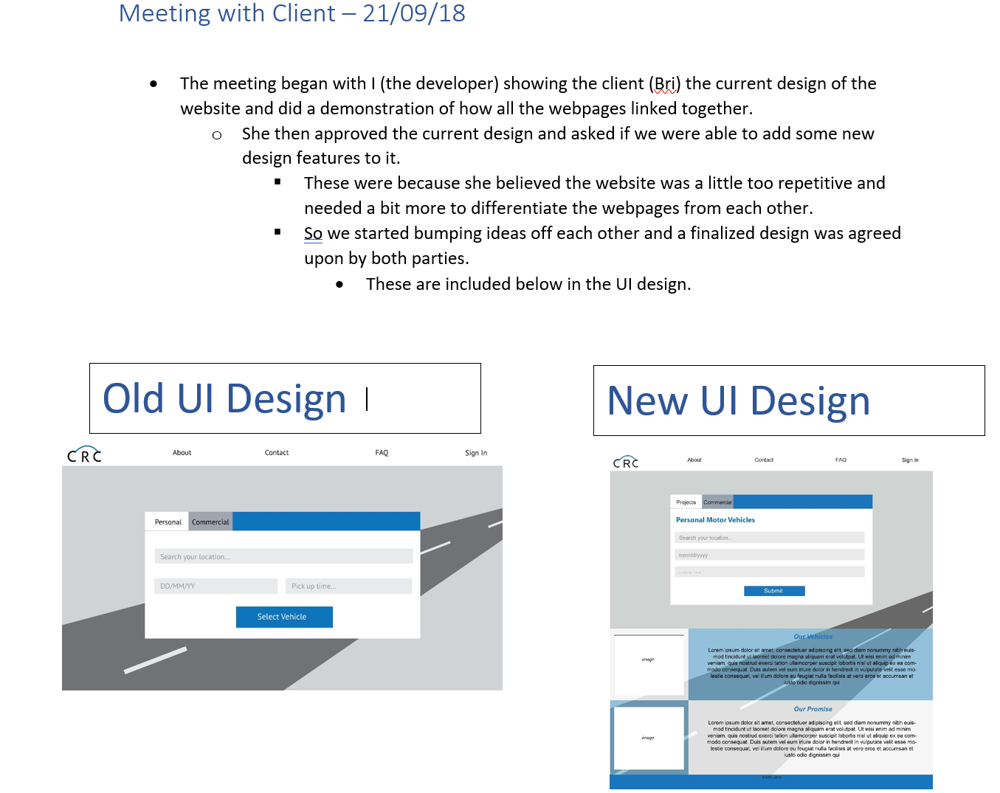 Meeting with Client – 21/09/18
The meeting began with I (the developer) showing the client (Bri) the current design of the
website and did a demonstration of how all the webpages linked together.
She then approved the current design and asked if we were able to add some new
design features to it.
These were because she believed the website was a little too repetitive and
needed a bit more to differentiate the webpages from each other.
So we started bumping ideas off each other and a finalized design was agreed
upon by both parties.
These are included below in the UI design.
Old UI Design
CRC About Contact FAQ Sign In
Personal Commercial
Search your location...
DD/MM/YY Pick up time...
Select Vehicle
New UI Design
CRC About Contact FAQ Sign In
Projects Commercial
Personal Motor Vehicles
Search your location...
mm/dd/yyyy
--:-- --
Submit
Our Vehicles
image
Lorem ipsum dolor sit amet, consectetuer adipiscing elit, sed diam nonummy nibh euis-
mod tincidunt ut laoreet dolore magna aliquam erat volutpat. Ut wisi enim ad minim
veniam, quis nostrud exerci tation ullamcorper suscipit lobortis nisl ut aliquip ex ea com-
modo consequat. Duis autem vel eum iriure dolor in hendrerit in vulputate velit esse mo-
lestie consequat, vel illum dolore eu feugiat nulla facilisis at vero eros et accumsan et
iusto odio dignissim qui
Our Promise
image
Lorem ipsum dolor sit amet, consectetuer adipiscing elit, sed diam nonummy nibh euis-
mod tincidunt ut laoreet dolore magna aliquam erat volutpat. Ut wisi enim ad minim
veniam, quis nostrud exerci tation ullamcorper suscipit lobortis nisl ut aliquip ex ea com-
modo consequat. Duis autem vel eum iriure dolor in hendrerit in vulputate velit esse mo-
lestie consequat, vel illum dolore eu feugiat nulla facilisis at vero eros et accumsan et
iusto odio dignissim qui